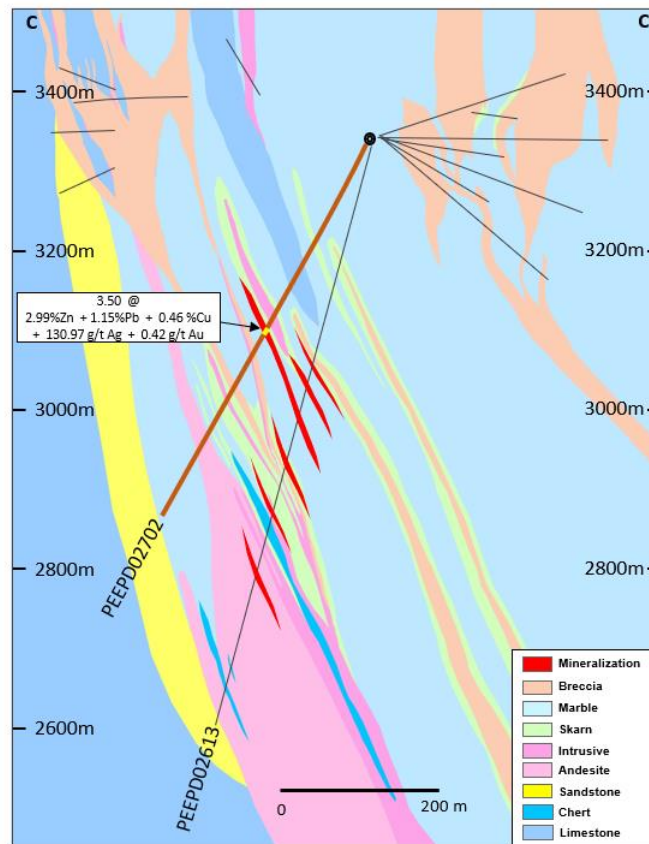 C C
3400m 3400m
3200m 3200m
3.50 @
2.99%Zn + 1.15%Pb + 0.46 %Cu
+ 130.97 g/t Ag + 0.42 g/t Au
3000m 3000m
PEEPD02702
2800m 2800m
2600m
PEEPD02613
0 200 m
Mineralization
Breccia
Marble
Skarn
Intrusive
Andesite
Sandstone
Chert
Limestone